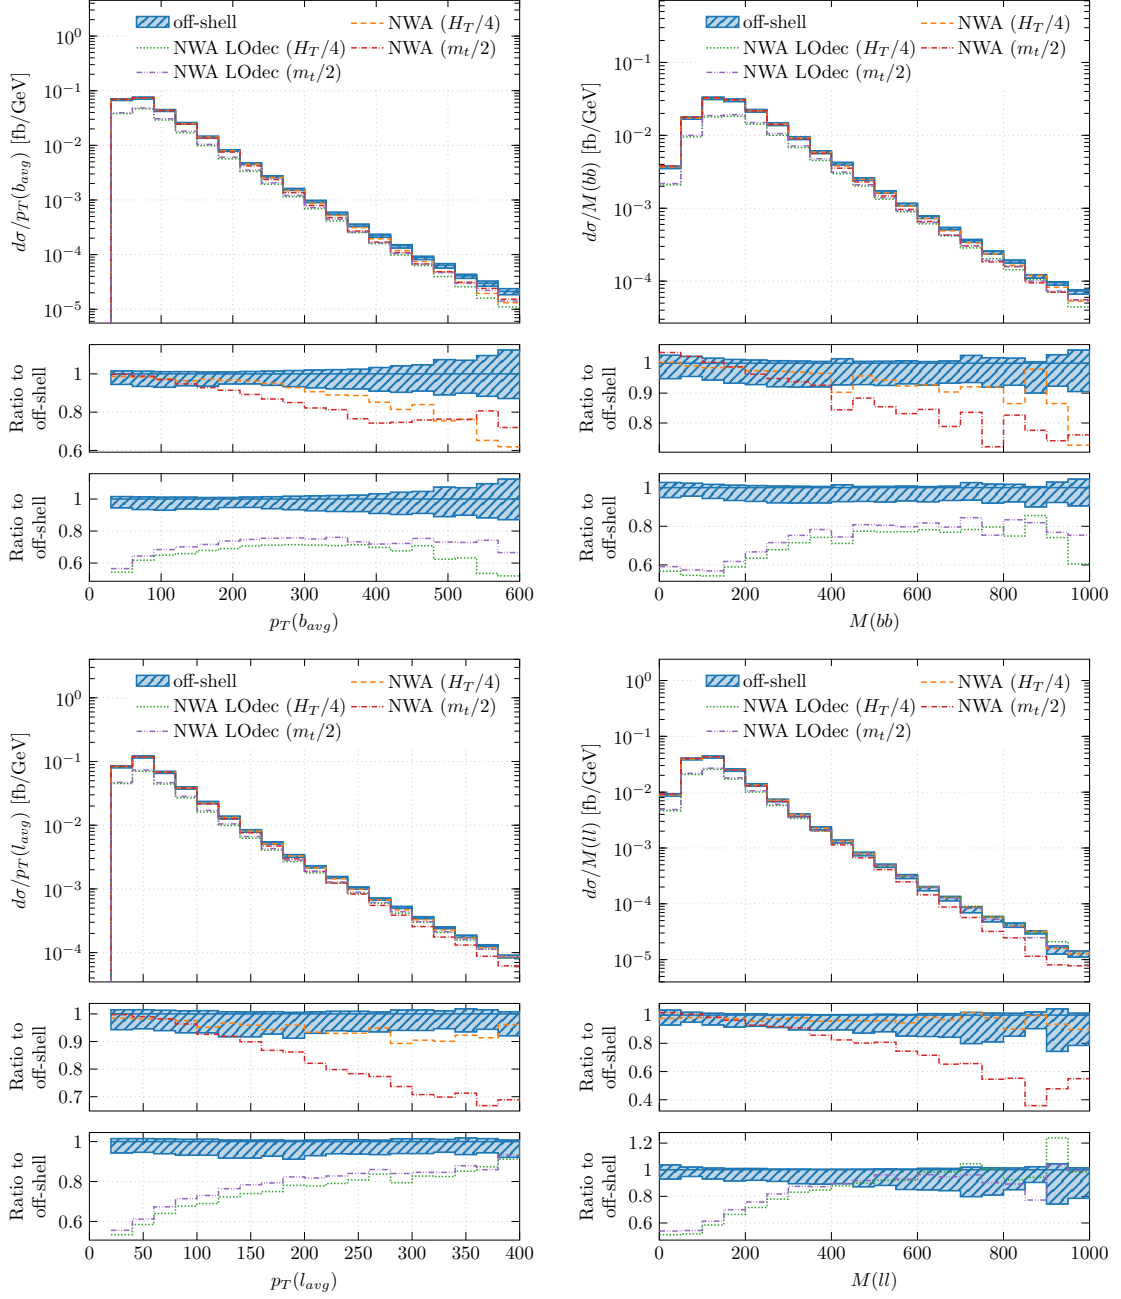 off-shell
NWA (H_T/4)
NWA LOdec (H_T/4)
NWA (m_t/2)
NWA LOdec (m_t/2)
dσ/p_T(b_avg) [fb/GeV]
10^0
10^−1
10^−2
10^−3
10^−4
10^−5
Ratio to
off-shell
1
0.8
0.6
Ratio to
off-shell
1
0.8
0.6
0 100 200 300 400 500 600
p_T(b_avg)
off-shell
NWA (H_T/4)
NWA LOdec (H_T/4)
NWA (m_t/2)
NWA LOdec (m_t/2)
dσ/M(bb) [fb/GeV]
10^−1
10^−2
10^−3
10^−4
Ratio to
off-shell
1
0.9
0.8
Ratio to
off-shell
1
0.8
0.6
0 200 400 600 800 1000
M(bb)
off-shell
NWA (H_T/4)
NWA LOdec (H_T/4)
NWA (m_t/2)
NWA LOdec (m_t/2)
dσ/p_T(l_avg) [fb/GeV]
10^0
10^−1
10^−2
10^−3
10^−4
Ratio to
off-shell
1
0.9
0.8
0.7
Ratio to
off-shell
1
0.8
0.6
0 50 100 150 200 250 300 350 400
p_T(l_avg)
off-shell
NWA (H_T/4)
NWA LOdec (H_T/4)
NWA (m_t/2)
NWA LOdec (m_t/2)
dσ/M(ll) [fb/GeV]
10^0
10^−1
10^−2
10^−3
10^−4
10^−5
Ratio to
off-shell
1
0.8
0.6
0.4
Ratio to
off-shell
1.2
1
0.8
0.6
0 200 400 600 800 1000
M(ll)